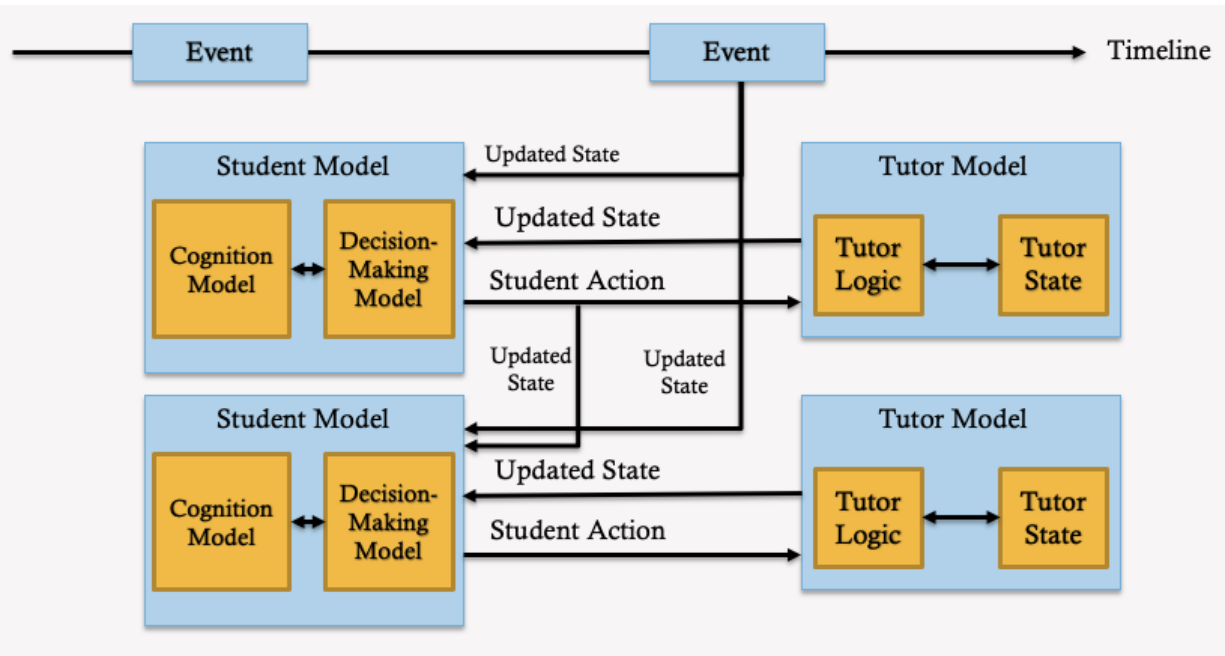 Event
Event
Timeline
Student Model
Updated State
Tutor Model
Updated State
Cognition
Model
Decision-
Making
Model
Tutor
Logic
Tutor
State
Student Action
Updated
State
Updated
State
Student Model
Tutor Model
Updated State
Cognition
Model
Decision-
Making
Model
Tutor
Logic
Tutor
State
Student Action